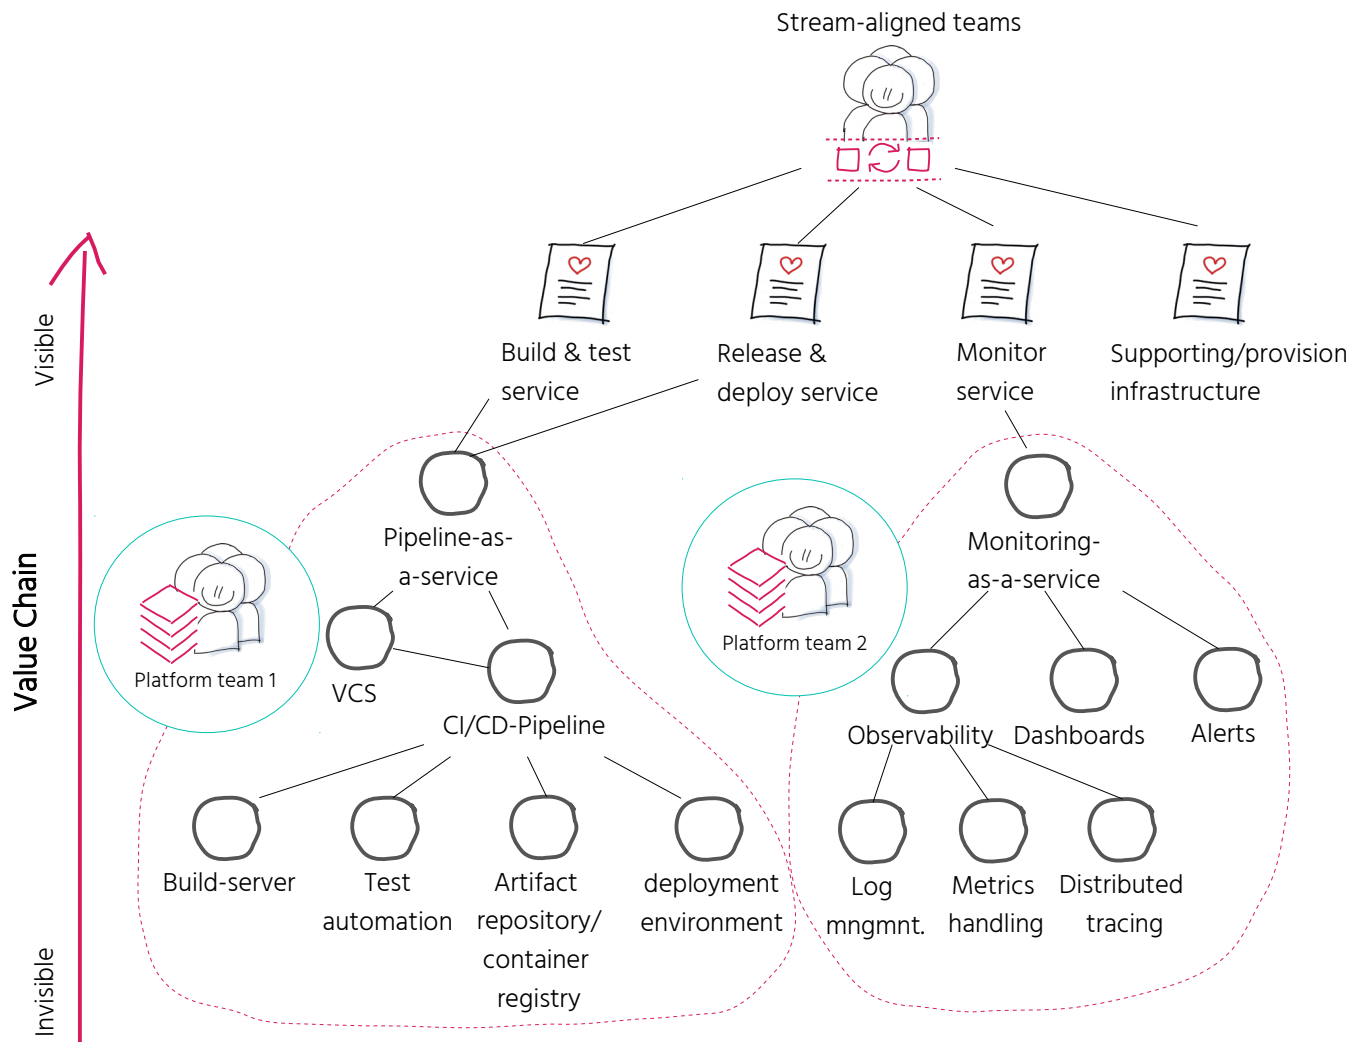 Stream-aligned teams
Visible
Value Chain
Invisible
Build & test
service
Release &
deploy service
Monitor
service
Supporting/provision
infrastructure
Pipeline-as-
a-service
Platform team 1
VCS
CI/CD-Pipeline
Build-server
Test
automation
Artifact
repository/
container
registry
deployment
environment
Platform team 2
Monitoring-
as-a-service
Observability
Dashboards
Alerts
Log
mngmnt.
Metrics
handling
Distributed
tracing